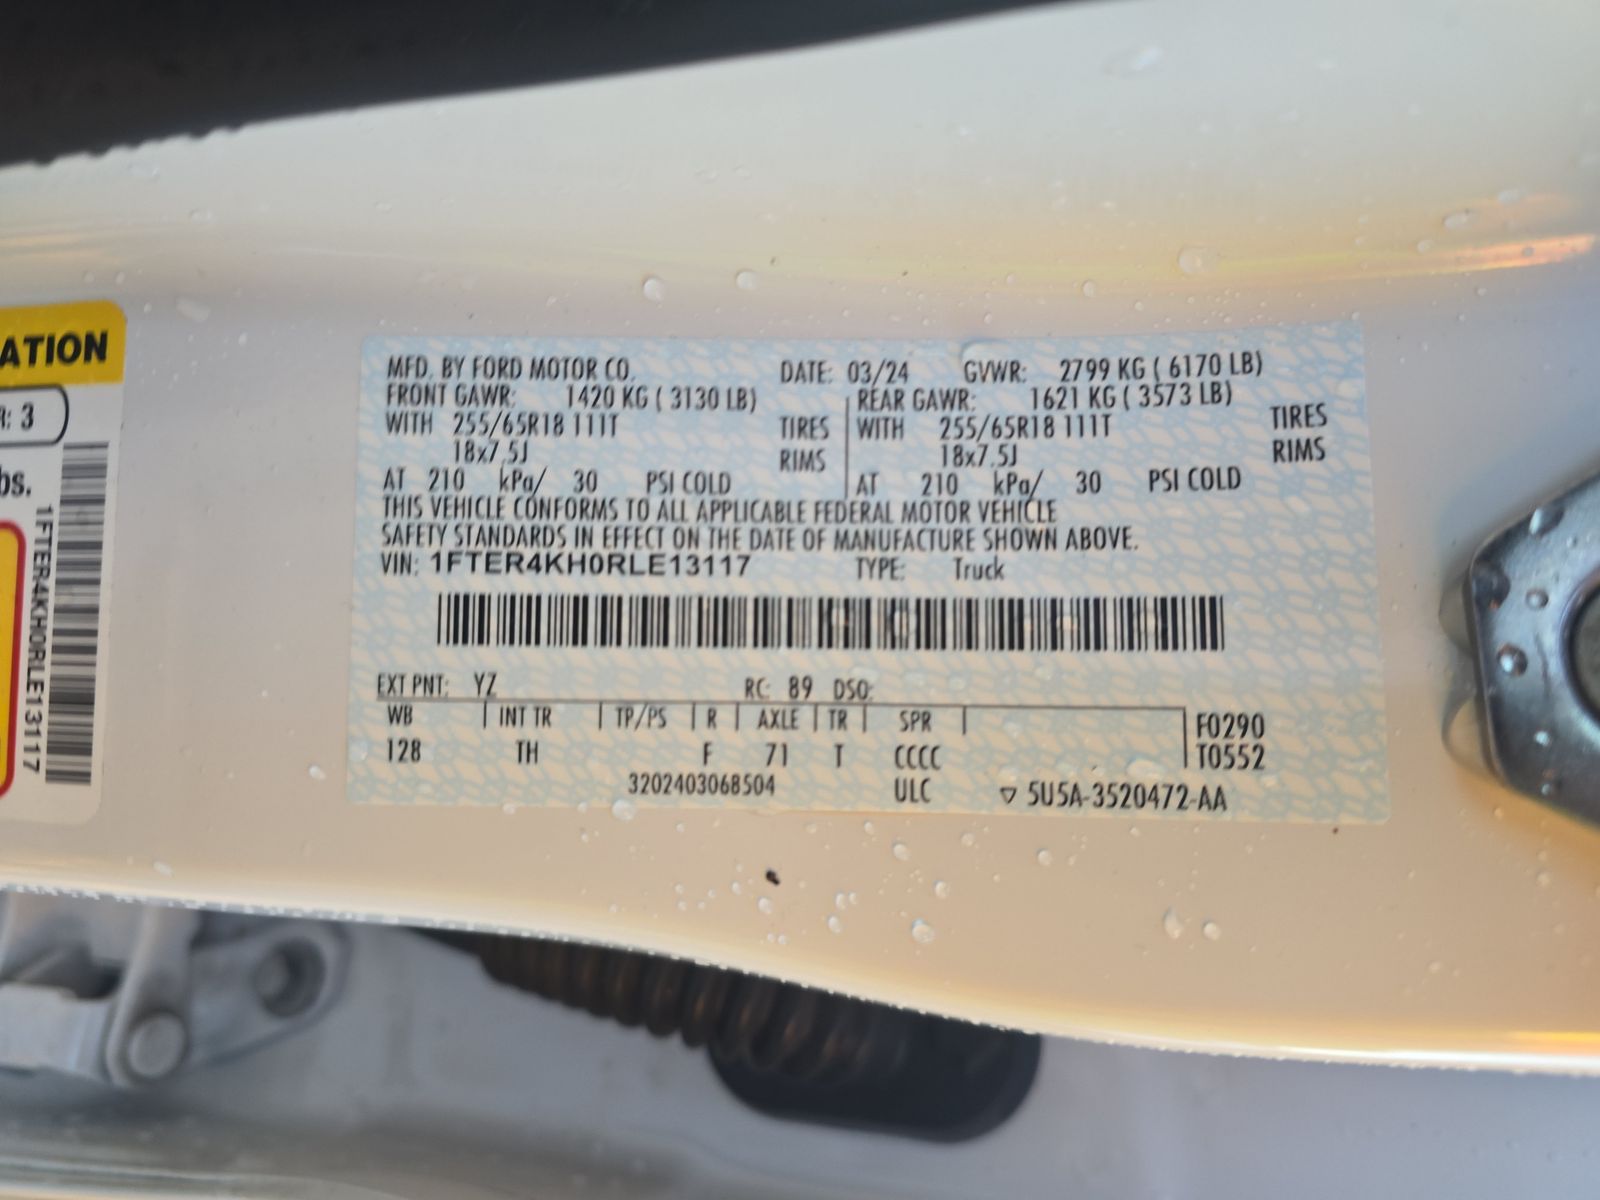 ATION
R: 3
bs.
1FTER4KH0RLE13117
MFD. BY FORD MOTOR CO. DATE: 03/24 GVWR: 2799 KG ( 6170 LB)
FRONT GAWR: 1420 KG ( 3130 LB) REAR GAWR: 1621 KG ( 3573 LB)
WITH 255/65R18 111T TIRES WITH 255/65R18 111T TIRES
18x7.5J RIMS 18x7.5J RIMS
AT 210 kPa/ 30 PSI COLD AT 210 kPa/ 30 PSI COLD
THIS VEHICLE CONFORMS TO ALL APPLICABLE FEDERAL MOTOR VEHICLE
SAFETY STANDARDS IN EFFECT ON THE DATE OF MANUFACTURE SHOWN ABOVE.
VIN: 1FTER4KH0RLE13117 TYPE: Truck
EXT PNT: YZ RC: 89 DSO:
WB INT TR TP/PS R AXLE TR SPR F0290
128 TH F 71 T CCCC T0552
3202403068504 ULC ▽ 5U5A-3520472-AA